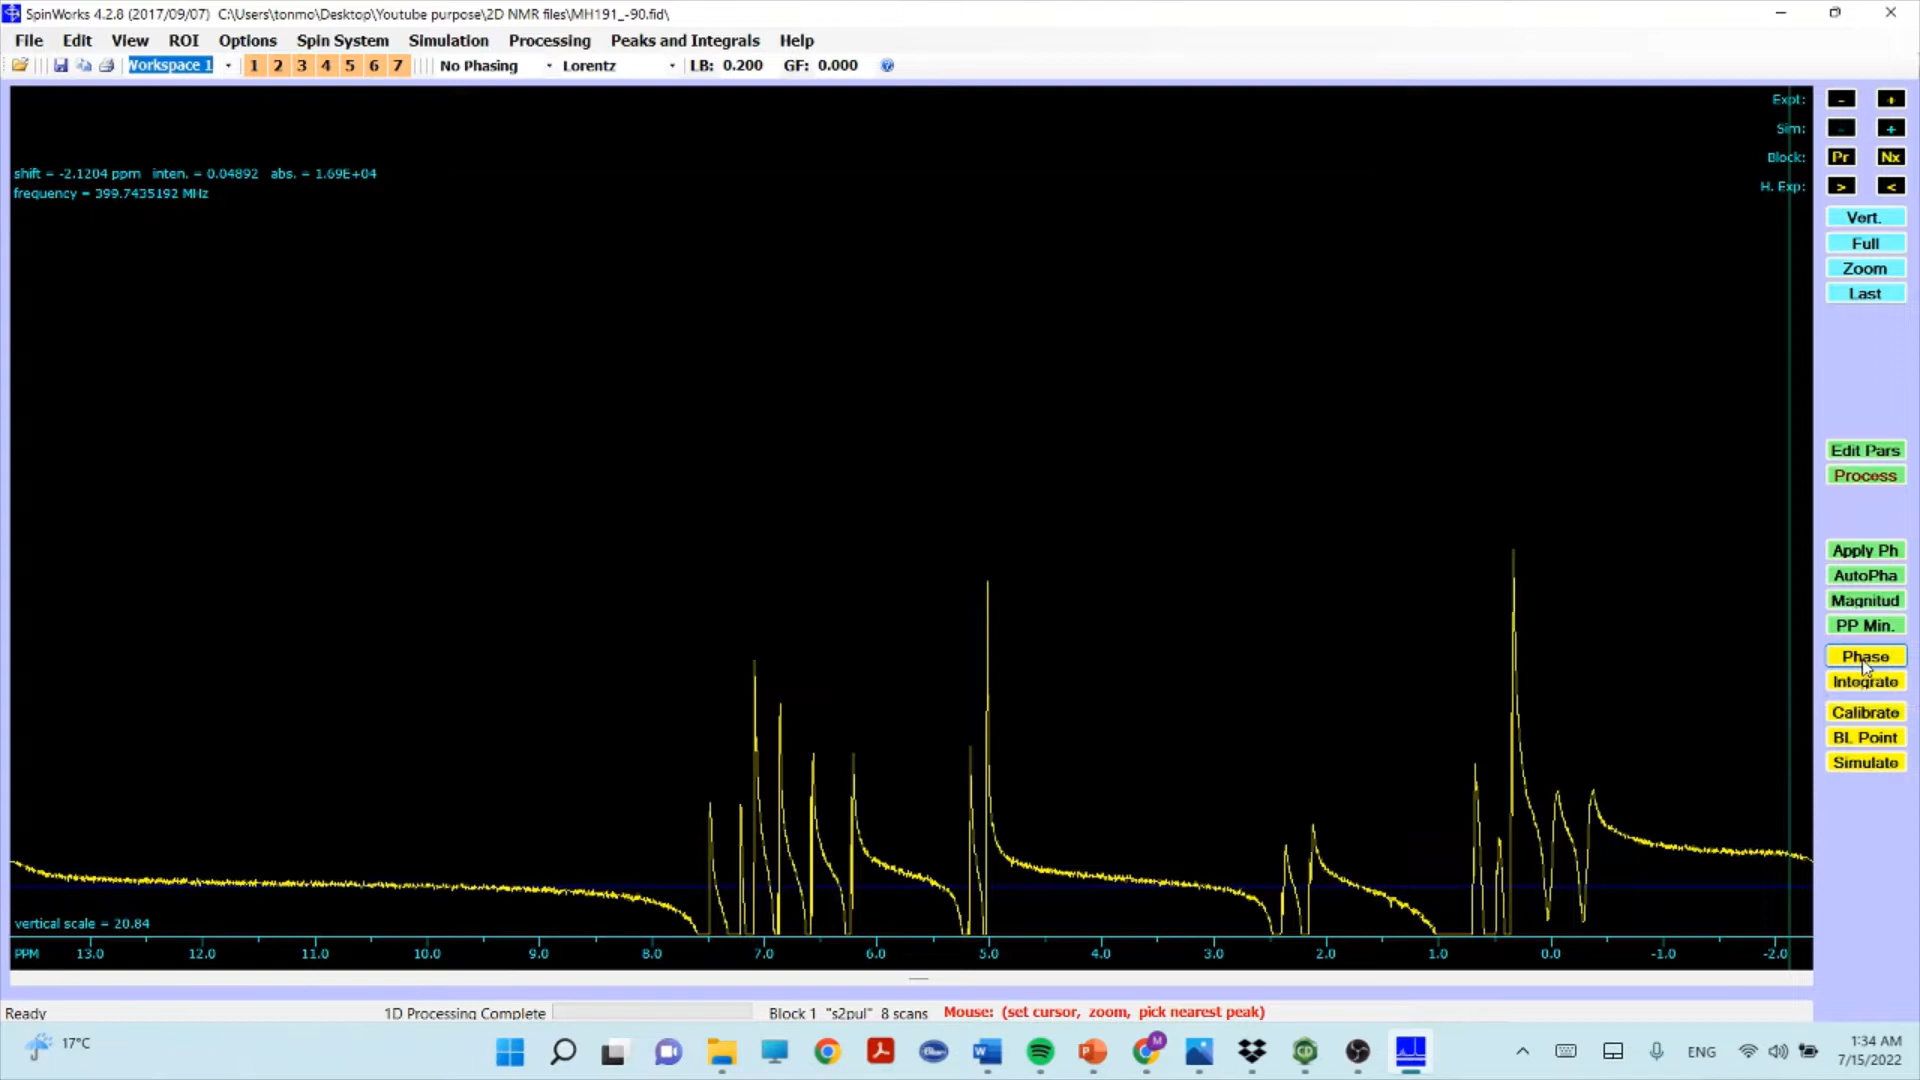 SpinWorks 4.2.8 (2017/09/07) C:\Users\tonmo\Desktop\Youtube purpose\2D NMR files\MH191_-90.fid\
File Edit View ROI Options Spin System Simulation Processing Peaks and Integrals Help
Workspace 1 1 2 3 4 5 6 7 No Phasing Lorentz LB: 0.200 GF: 0.000
Expt: - +
Sim: - +
Block: Pr Nx
H. Exp: > <
shift = -2.1204 ppm inten. = 0.04892 abs. = 1.69E+04
frequency = 399.7435192 MHz
Vert.
Full
Zoom
Last
Edit Pars
Process
Apply Ph
AutoPha
Magnitud
PP Min.
Phase
Integrate
Calibrate
BL Point
Simulate
vertical scale = 20.84
PPM 13.0 12.0 11.0 10.0 9.0 8.0 7.0 6.0 5.0 4.0 3.0 2.0 1.0 0.0 -1.0 -2.0
Ready 1D Processing Complete Block 1 "s2pul" 8 scans Mouse: (set cursor, zoom, pick nearest peak)
17°C
ENG
1:34 AM
7/15/2022